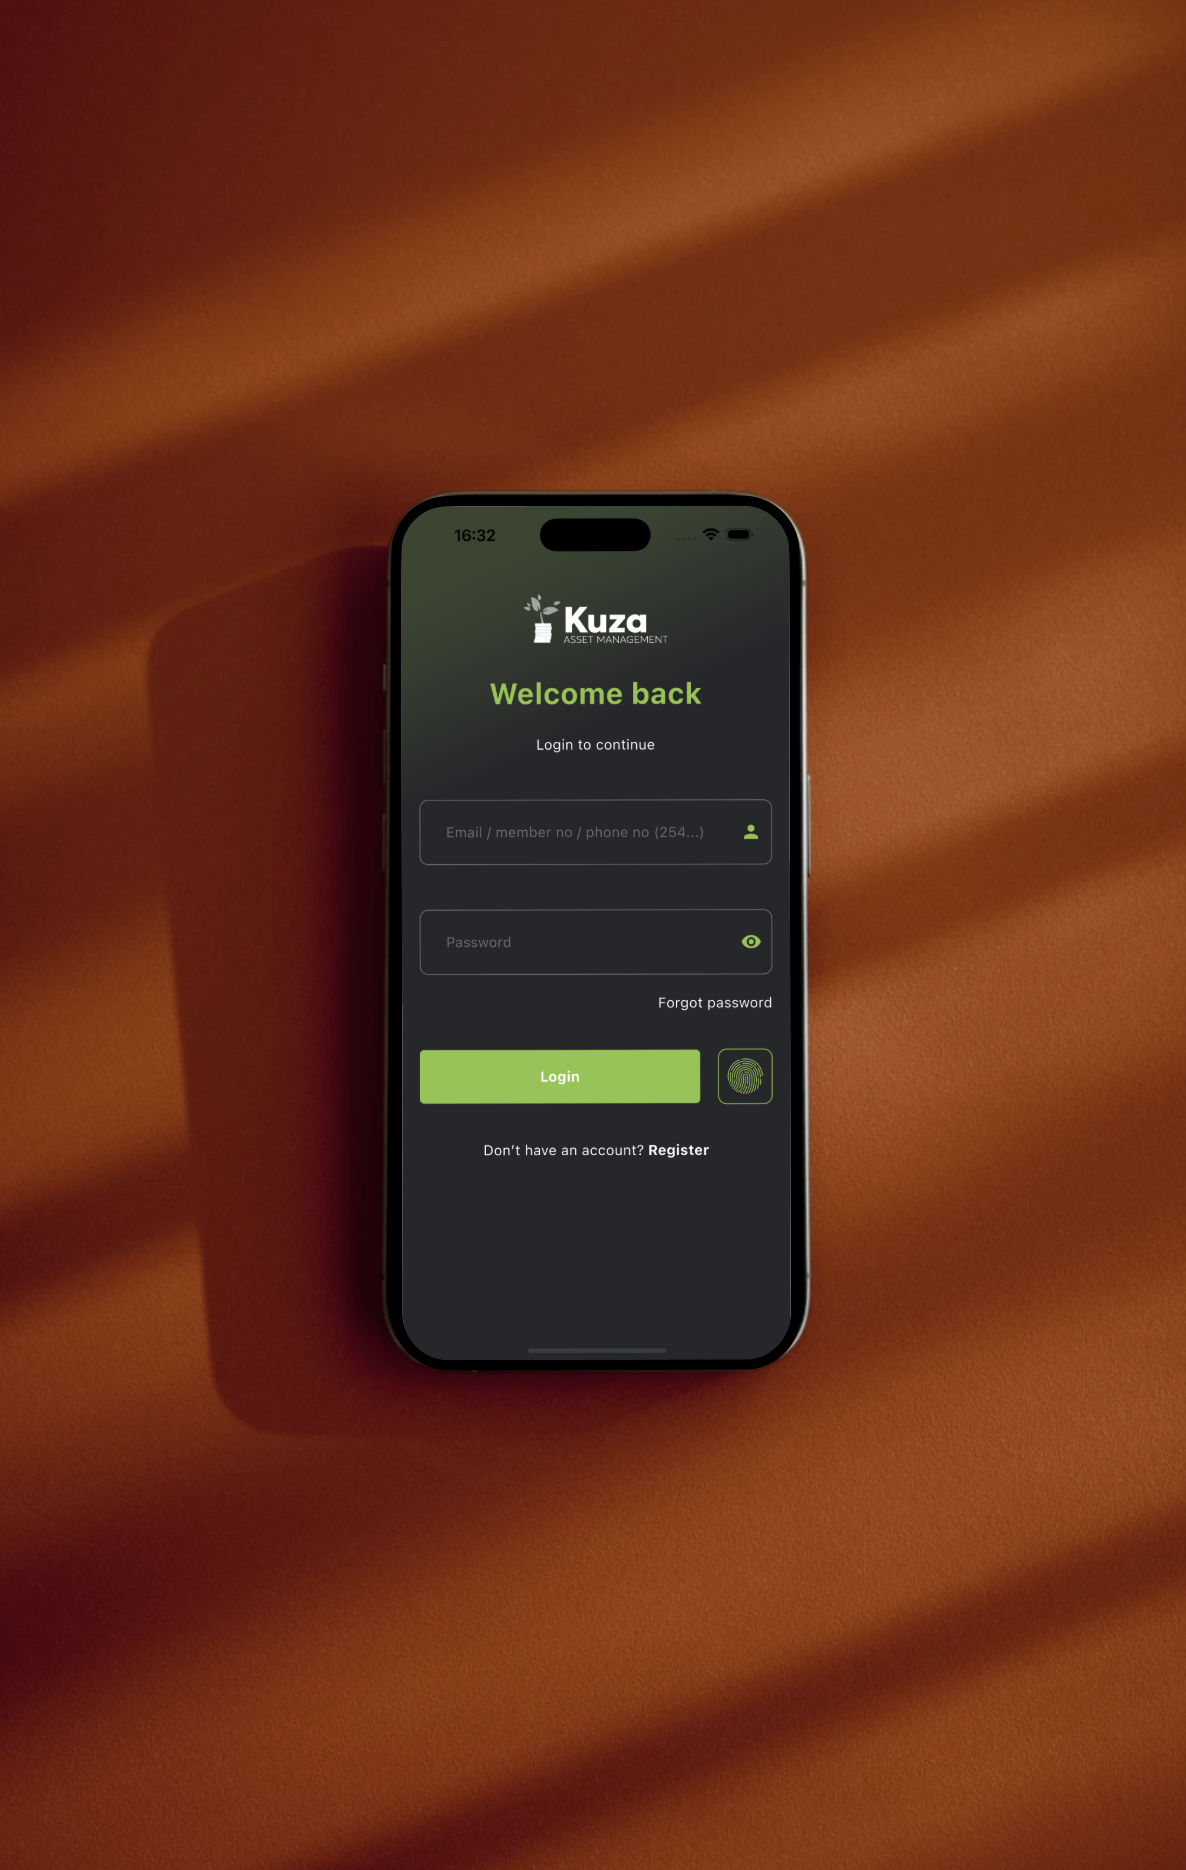 16:32
Kuza
ASSET MANAGEMENT
Welcome back
Login to continue
Email / member no / phone no (254...)
Password
Forgot password
Login
Don’t have an account? Register